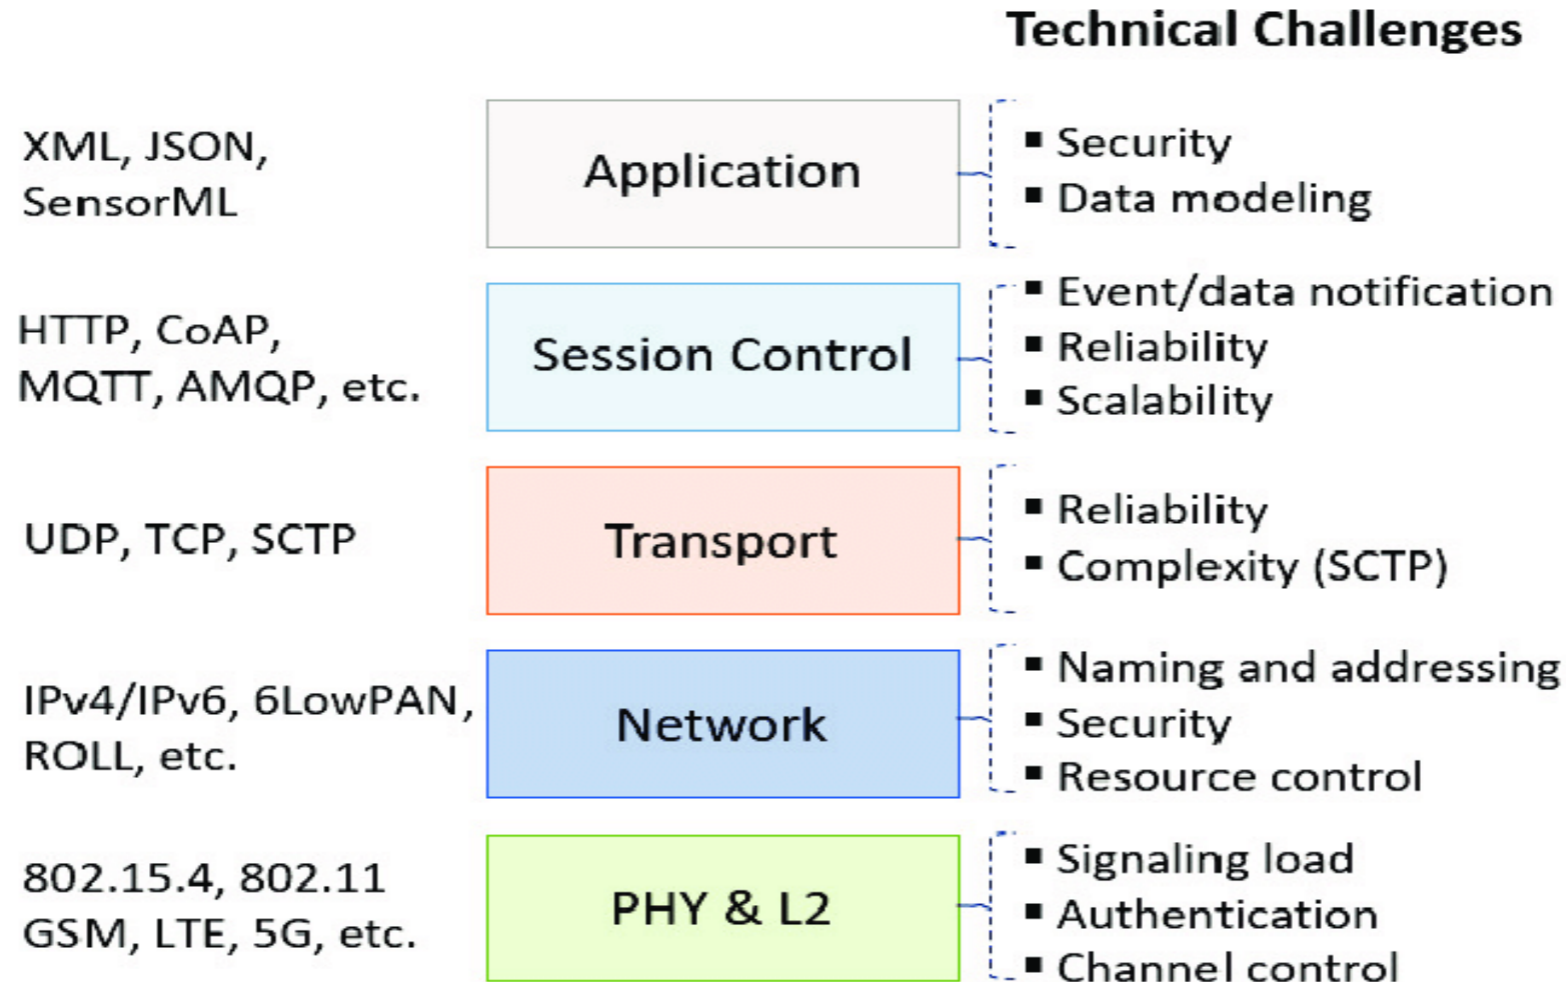 Technical Challenges
XML, JSON,
SensorML
Application
▪ Security
▪ Data modeling
HTTP, CoAP,
MQTT, AMQP, etc.
Session Control
▪ Event/data notification
▪ Reliability
▪ Scalability
UDP, TCP, SCTP
Transport
▪ Reliability
▪ Complexity (SCTP)
IPv4/IPv6, 6LowPAN,
ROLL, etc.
Network
▪ Naming and addressing
▪ Security
▪ Resource control
802.15.4, 802.11
GSM, LTE, 5G, etc.
PHY & L2
▪ Signaling load
▪ Authentication
▪ Channel control